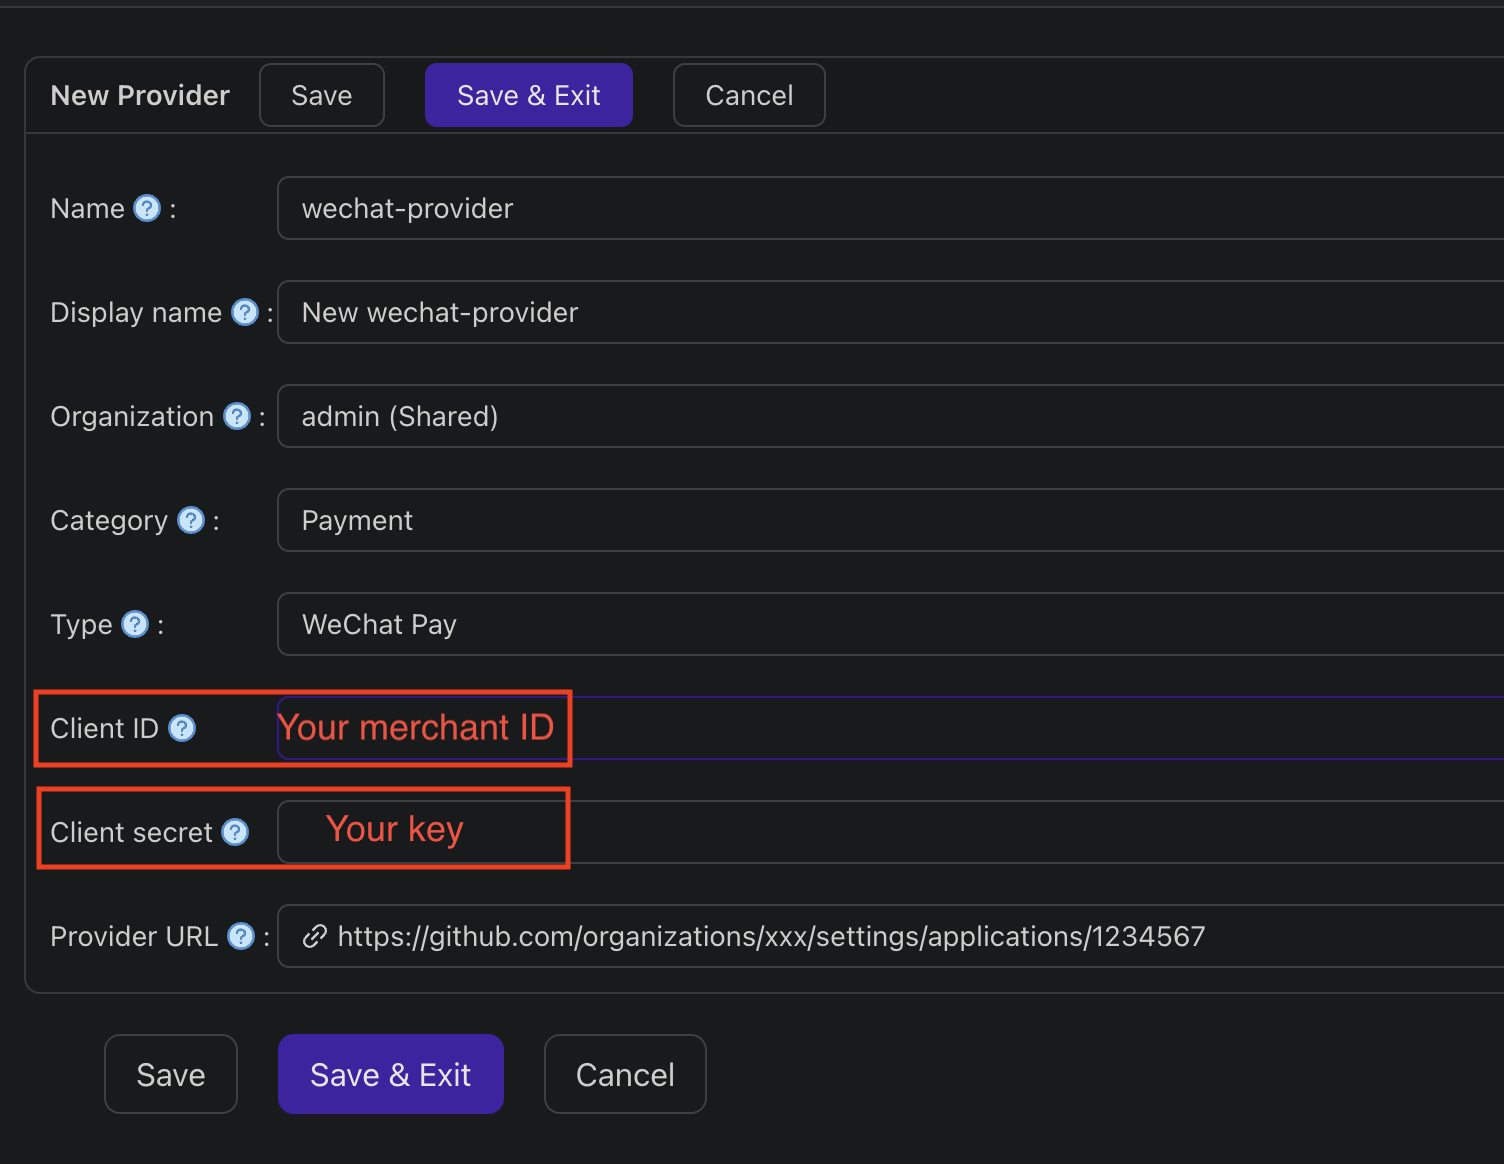 New Provider Save Save & Exit Cancel
Name ? : wechat-provider
Display name ? : New wechat-provider
Organization ? : admin (Shared)
Category ? : Payment
Type ? : WeChat Pay
Client ID ? Your merchant ID
Client secret ? Your key
Provider URL ? : https://github.com/organizations/xxx/settings/applications/1234567
Save Save & Exit Cancel